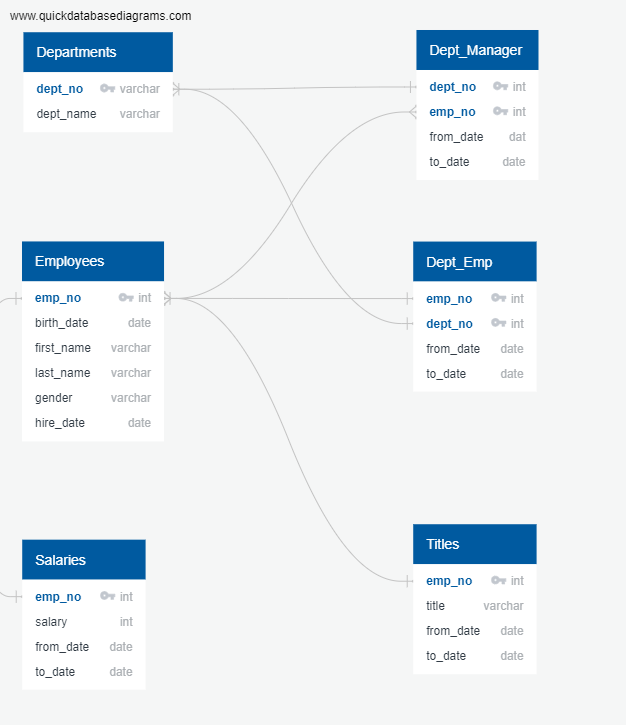 www.quickdatabasediagrams.com
Departments
dept_no varchar
dept_name varchar
Dept_Manager
dept_no int
emp_no int
from_date dat
to_date date
Employees
emp_no int
birth_date date
first_name varchar
last_name varchar
gender varchar
hire_date date
Dept_Emp
emp_no int
dept_no int
from_date date
to_date date
Salaries
emp_no int
salary int
from_date date
to_date date
Titles
emp_no int
title varchar
from_date date
to_date date